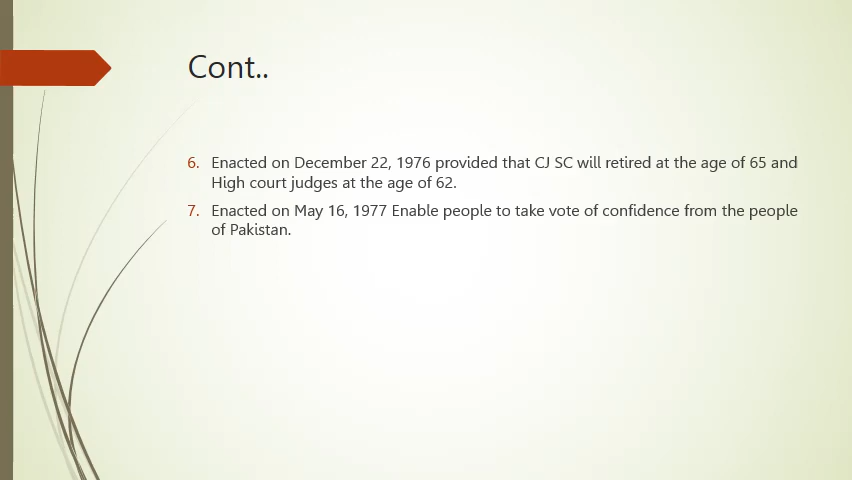 Cont..
6. Enacted on December 22, 1976 provided that CJ SC will retired at the age of 65 and
High court judges at the age of 62.
7. Enacted on May 16, 1977 Enable people to take vote of confidence from the people
of Pakistan.